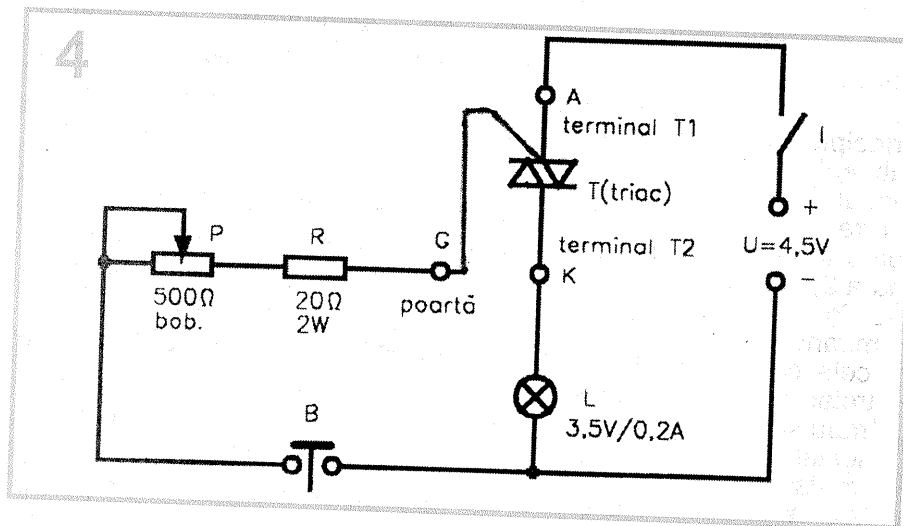 4
A
terminal T1
I
T(triac)
+
U=4,5V
−
terminal T2
K
P
R
G
500Ω
bob.
20Ω
2W
poartă
L
3,5V/0,2A
B